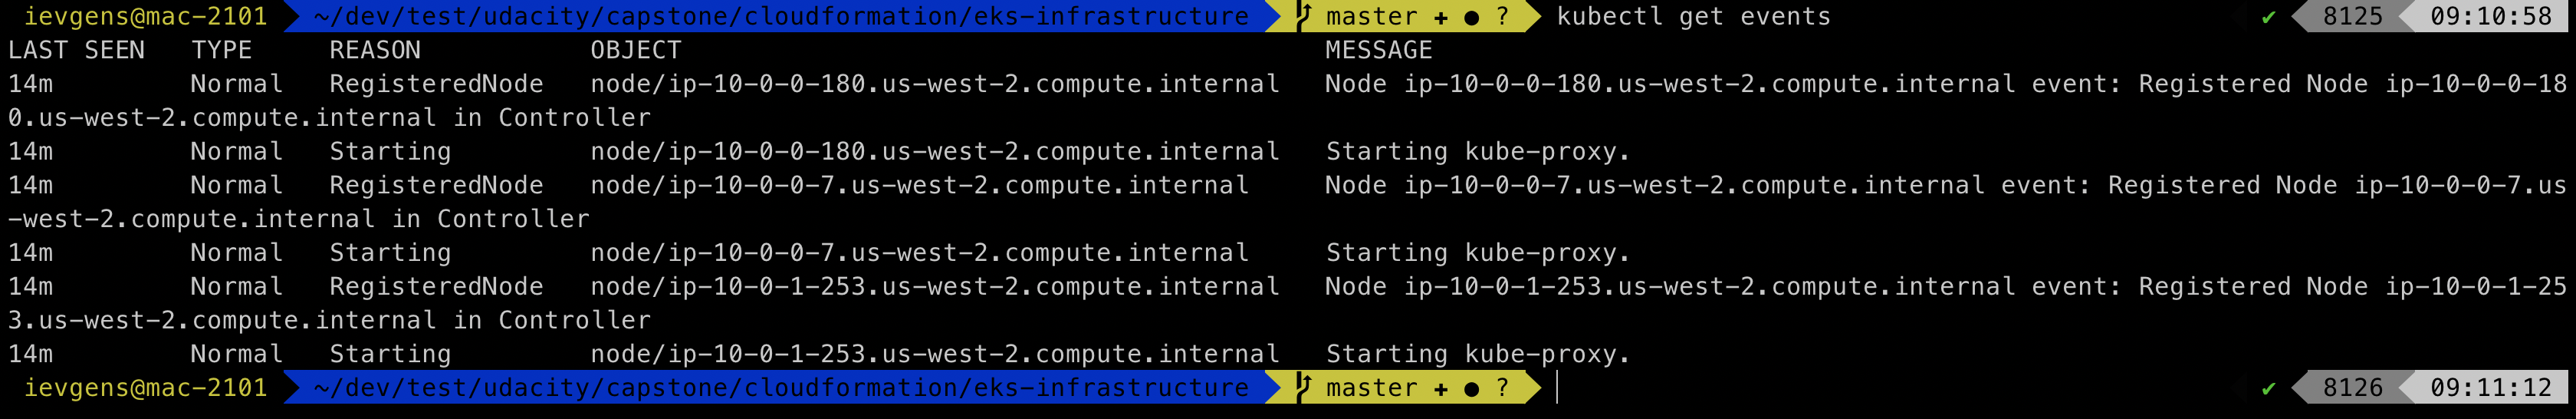 ievgens@mac-2101 ~/dev/test/udacity/capstone/cloudformation/eks-infrastructure master + ● ? kubectl get events ✔ 8125 09:10:58
LAST SEEN TYPE REASON OBJECT MESSAGE
14m Normal RegisteredNode node/ip-10-0-0-180.us-west-2.compute.internal Node ip-10-0-0-180.us-west-2.compute.internal event: Registered Node ip-10-0-0-18
0.us-west-2.compute.internal in Controller
14m Normal Starting node/ip-10-0-0-180.us-west-2.compute.internal Starting kube-proxy.
14m Normal RegisteredNode node/ip-10-0-0-7.us-west-2.compute.internal Node ip-10-0-0-7.us-west-2.compute.internal event: Registered Node ip-10-0-0-7.us
-west-2.compute.internal in Controller
14m Normal Starting node/ip-10-0-0-7.us-west-2.compute.internal Starting kube-proxy.
14m Normal RegisteredNode node/ip-10-0-1-253.us-west-2.compute.internal Node ip-10-0-1-253.us-west-2.compute.internal event: Registered Node ip-10-0-1-25
3.us-west-2.compute.internal in Controller
14m Normal Starting node/ip-10-0-1-253.us-west-2.compute.internal Starting kube-proxy.
ievgens@mac-2101 ~/dev/test/udacity/capstone/cloudformation/eks-infrastructure master + ● ? ✔ 8126 09:11:12